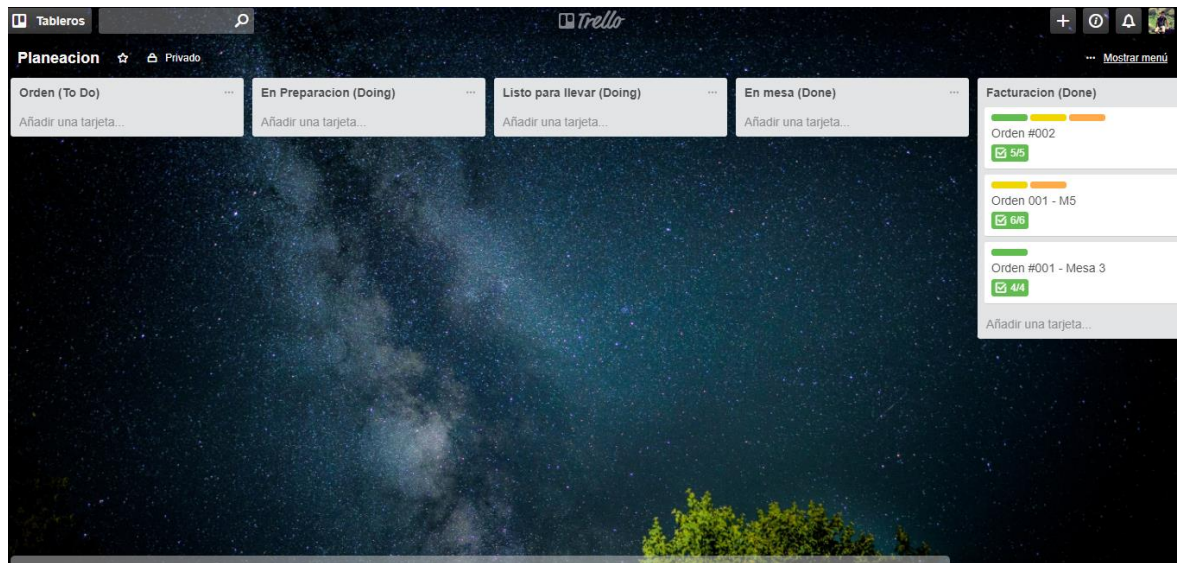 Tableros
Trello
Planeacion
Privado
··· Mostrar menú
Orden (To Do) ···
Añadir una tarjeta...
En Preparacion (Doing) ···
Añadir una tarjeta...
Listo para llevar (Doing) ···
Añadir una tarjeta...
En mesa (Done) ···
Añadir una tarjeta...
Facturacion (Done)
Orden #002
5/5
Orden 001 - M5
6/6
Orden #001 - Mesa 3
4/4
Añadir una tarjeta...